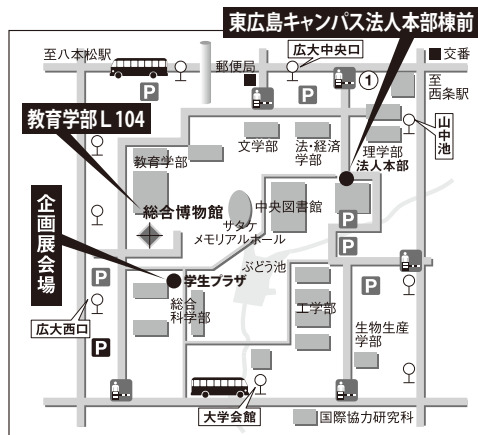 東広島キャンパス法人本部棟前
至八本松駅
広大中央口
交番
郵便局
P
P
①
至
西条駅
教育学部L104
山中池
教育学部
文学部
法・経済
学部
理学部
法人本部
企画展会場
総合博物館
サタケ
メモリアルホール
中央図書館
P
P
ぶどう池
学生プラザ
P
P
広大西口
総合
科学部
工学部
生物生産
学部
P
大学会館
国際協力研究科